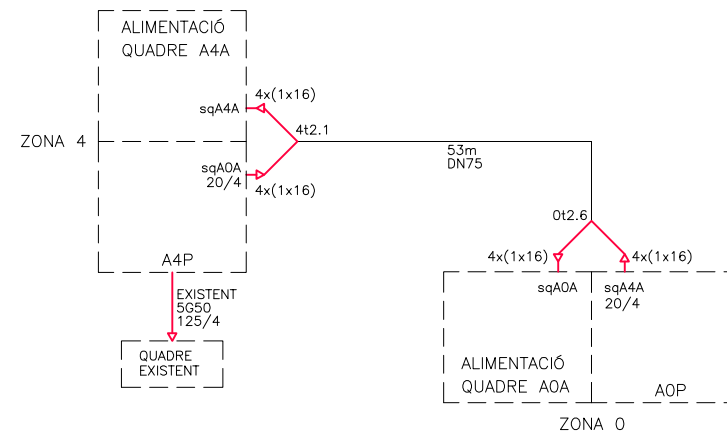 ALIMENTACIÓ
QUADRE A4A
4x(1x16)
sqA4A
4t2.1
ZONA 4
sqA0A
20/4
4x(1x16)
53m
DN75
A4P
EXISTENT
5G50
125/4
QUADRE
EXISTENT
0t2.6
4x(1x16)
4x(1x16)
sqA0A
sqA4A
20/4
ALIMENTACIÓ
QUADRE A0A
A0P
ZONA 0